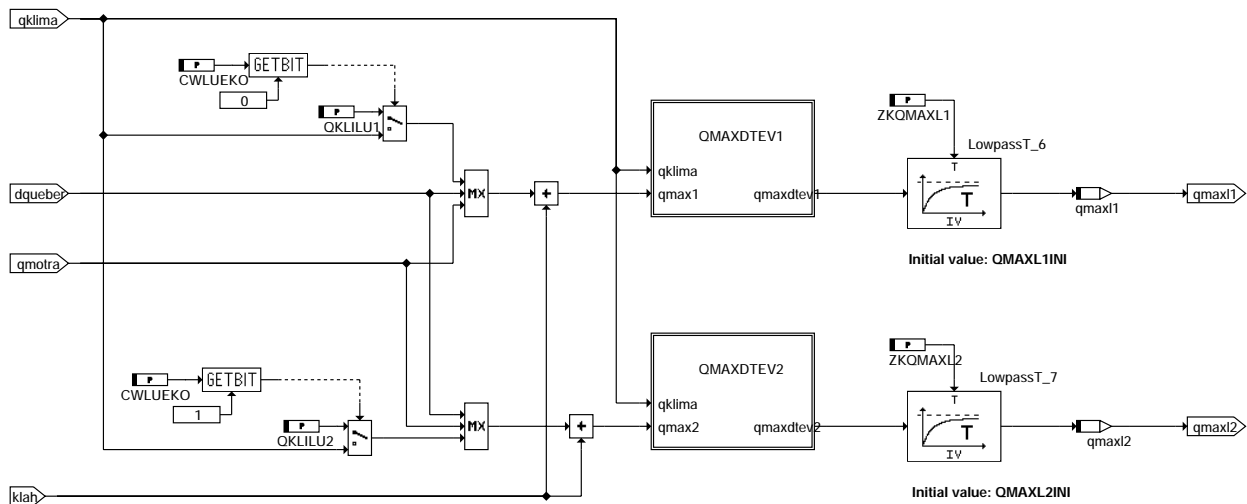 qklima
P
CWLUEKO
GETBIT
0
P
QKLILU1
QMAXDTEV1
qklima
qmax1
qmaxdtev1
P
ZKQMAXL1
LowpassT_6
T
T
IV
qmaxl1
qmaxl1
dqueber
MX
+
qmotra
Initial value: QMAXL1INI
P
CWLUEKO
GETBIT
1
P
QKLILU2
MX
+
QMAXDTEV2
qklima
qmax2
qmaxdtev2
P
ZKQMAXL2
LowpassT_7
T
T
IV
qmaxl2
qmaxl2
klah
Initial value: QMAXL2INI